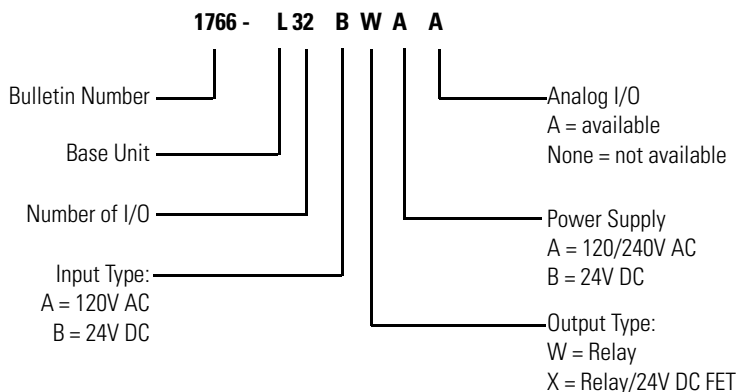 1766 - L 32 B W A A
Bulletin Number
Base Unit
Number of I/O
Input Type:
A = 120V AC
B = 24V DC
Analog I/O
A = available
None = not available
Power Supply
A = 120/240V AC
B = 24V DC
Output Type:
W = Relay
X = Relay/24V DC FET